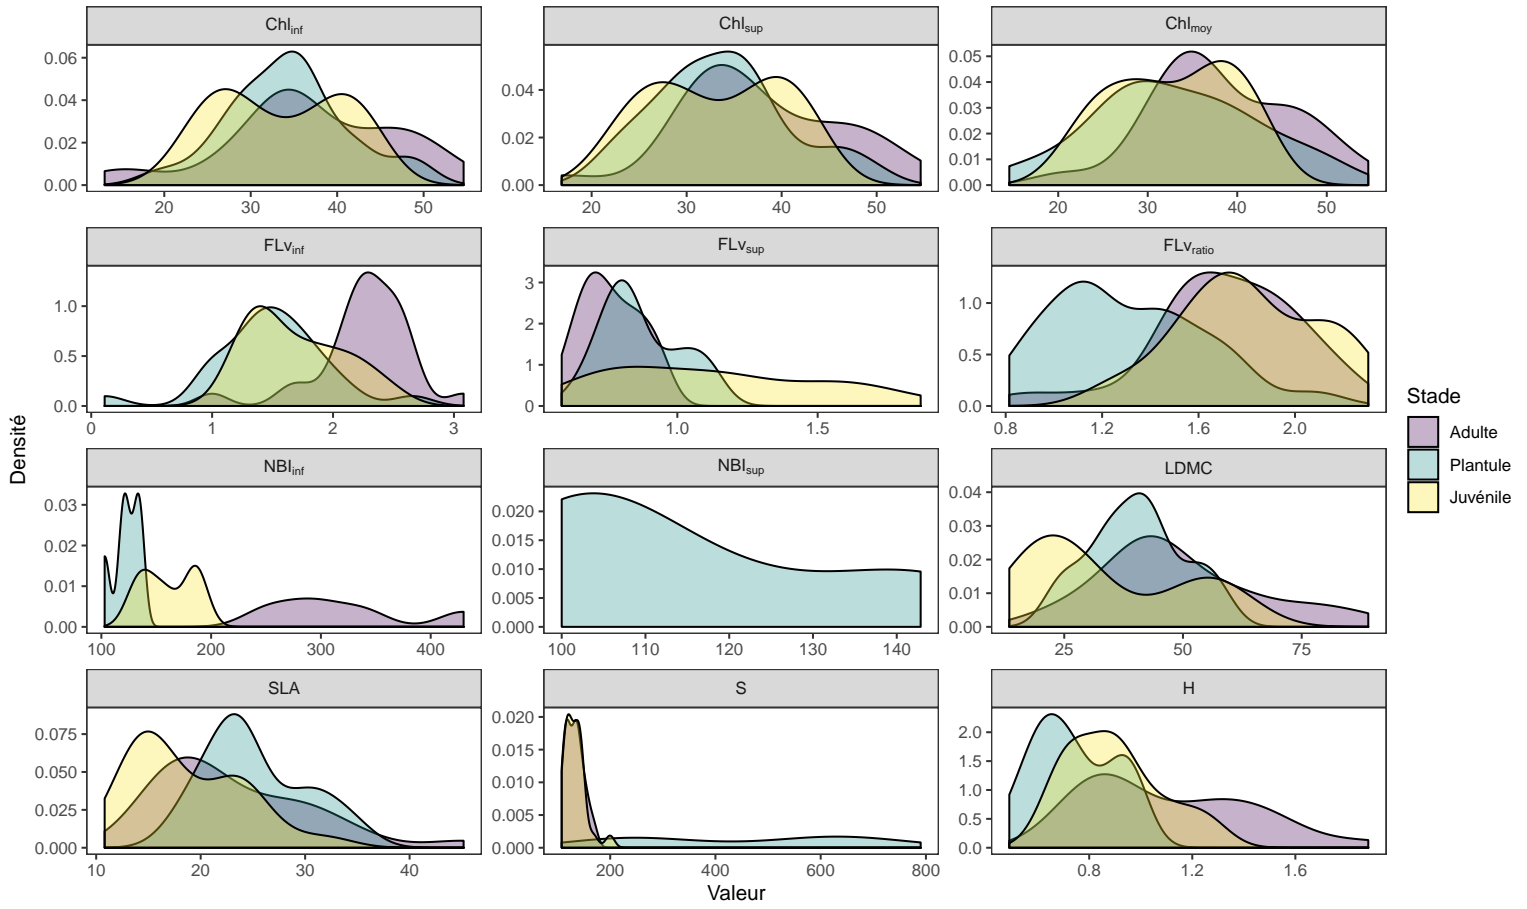 Chlinf Chlsup Chlmoy
0.06 0.04 0.02 0.00
0.04 0.02 0.00
0.05 0.04 0.03 0.02 0.01 0.00
20 30 40 50 20 30 40 50 20 30 40 50
FLvinf FLvsup FLvratio
1.0 0.5 0.0
3 2 1 0
1.0 0.5 0.0
0 1 2 3 1.0 1.5 0.8 1.2 1.6 2.0
NBIinf NBIsup LDMC
0.03 0.02 0.01 0.00
0.020 0.015 0.010 0.005 0.000
0.04 0.03 0.02 0.01 0.00
100 200 300 400 100 110 120 130 140 25 50 75
SLA S H
0.075 0.050 0.025 0.000
0.020 0.015 0.010 0.005 0.000
2.0 1.5 1.0 0.5 0.0
10 20 30 40 200 400 600 800 0.8 1.2 1.6
Valeur
Densité
Stade
Adulte
Plantule
Juvénile